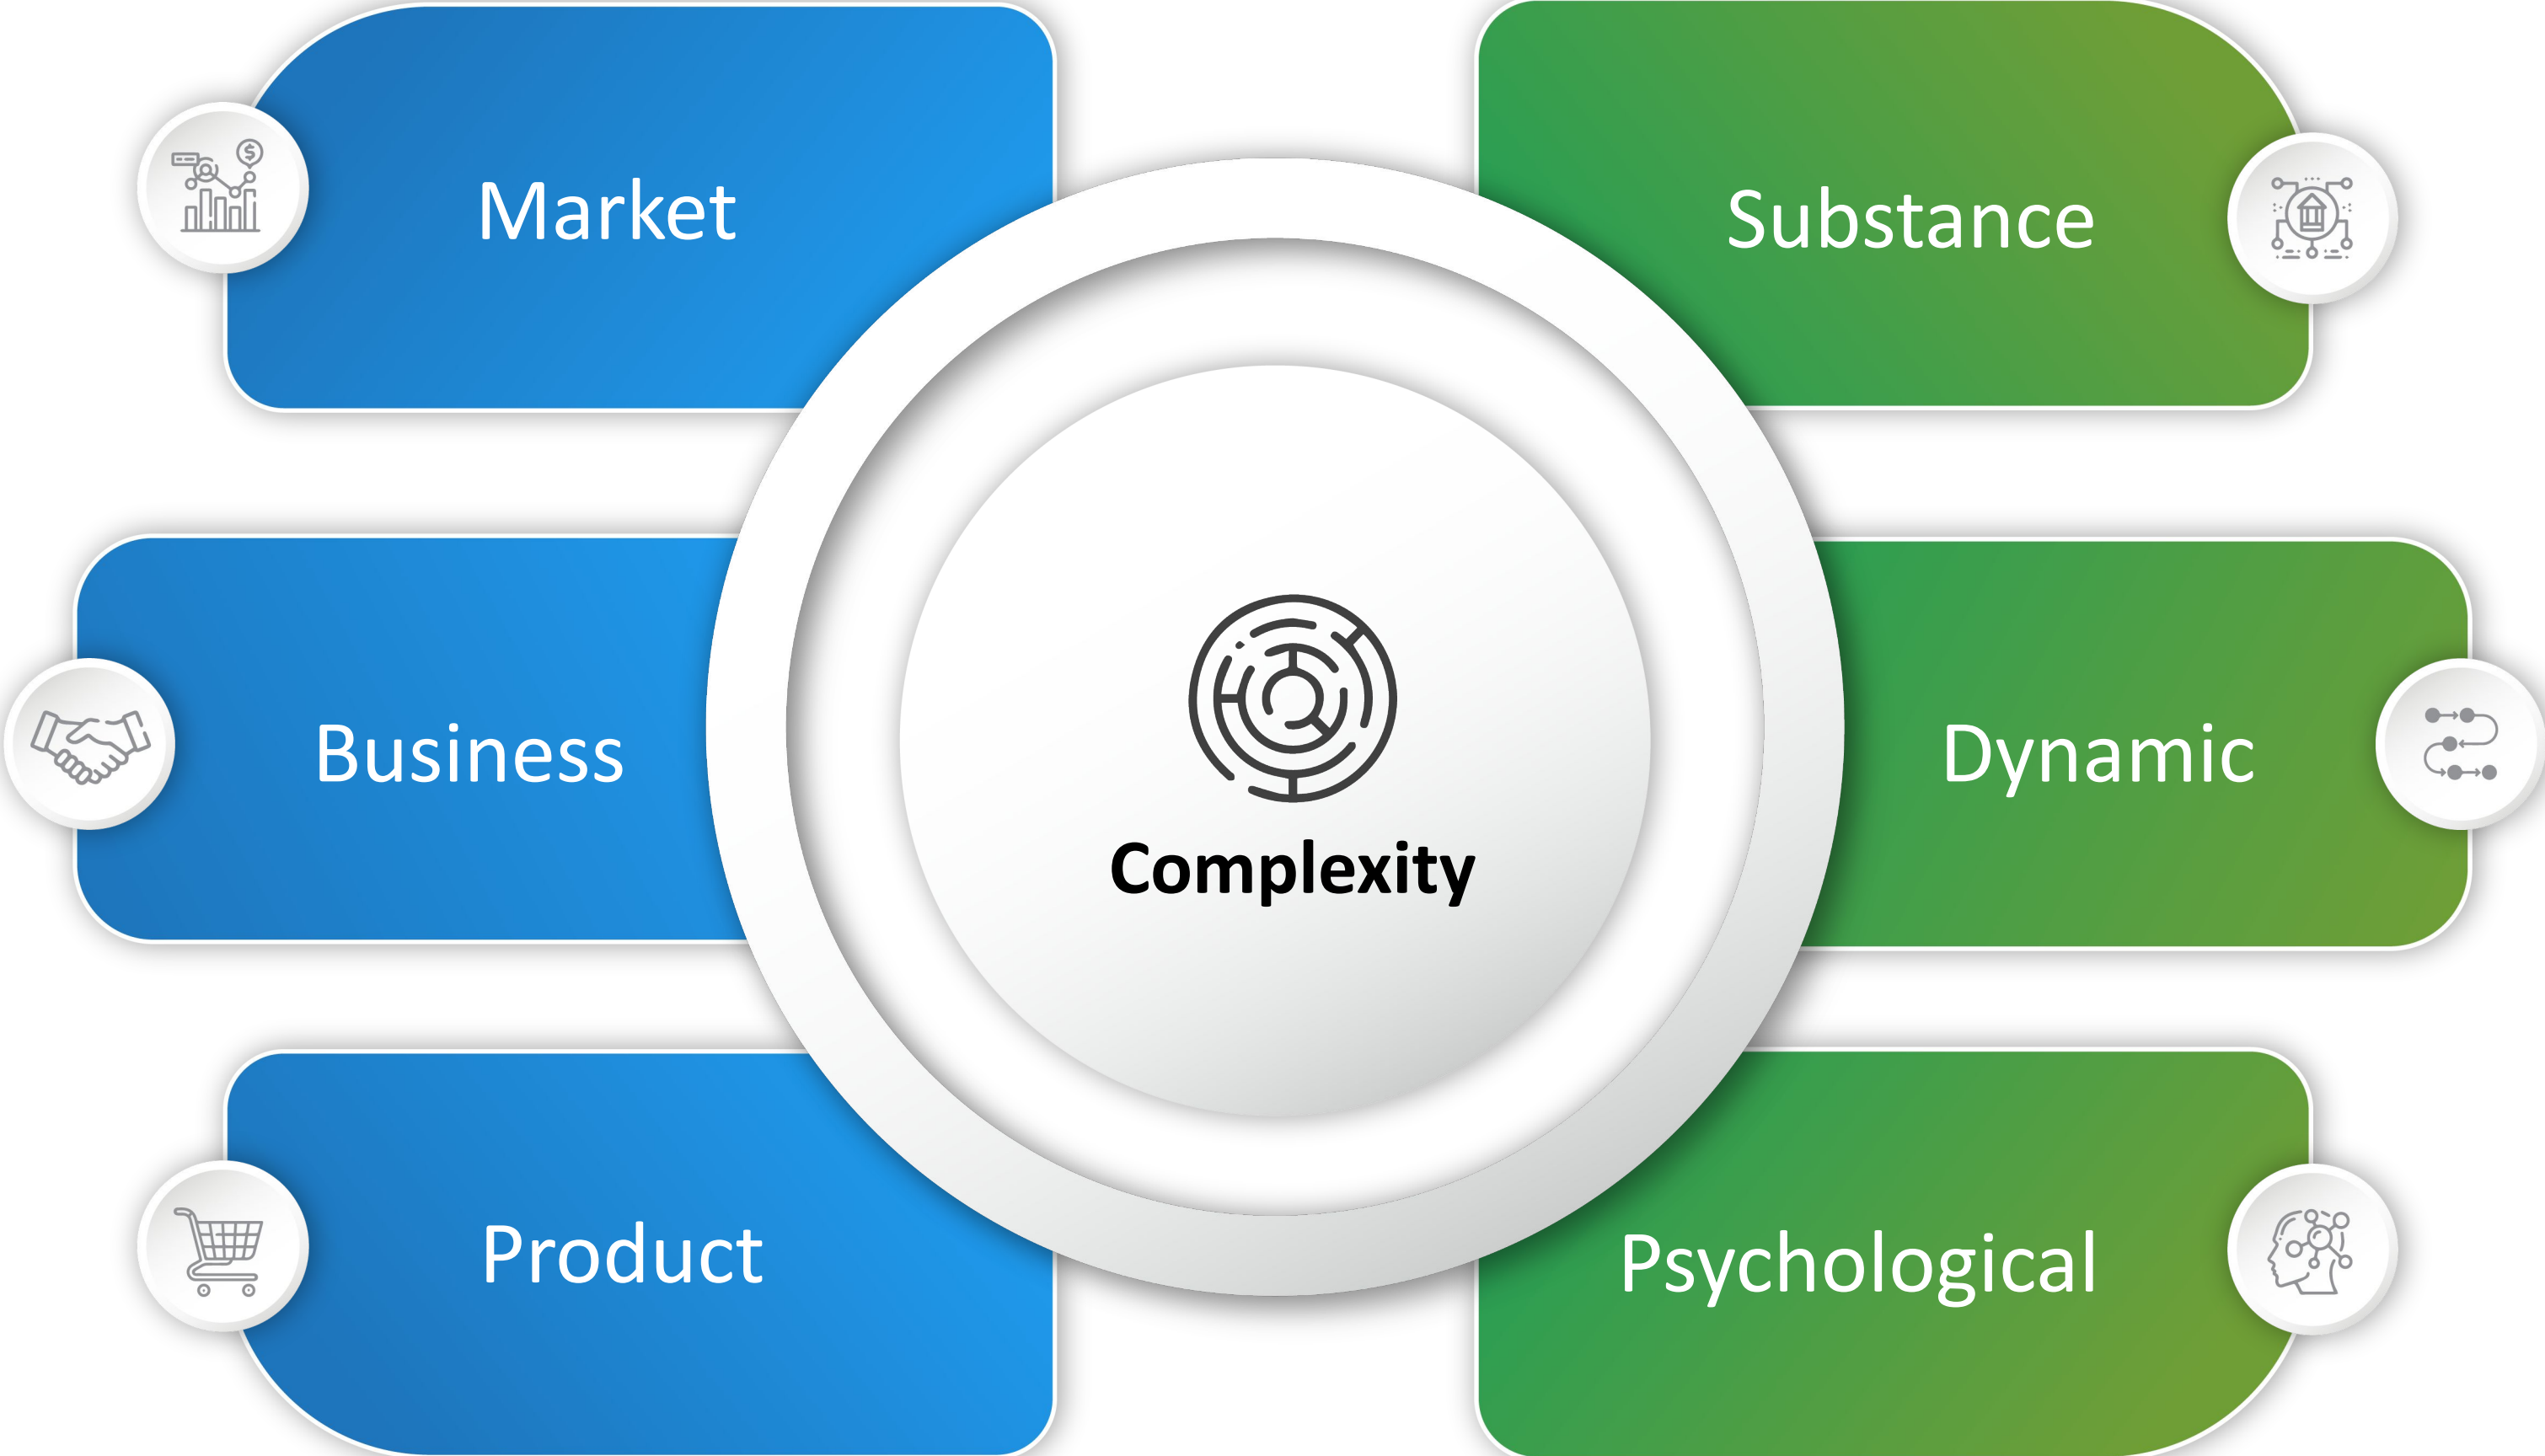 Market
Business
Product
Complexity
Substance
Dynamic
Psychological